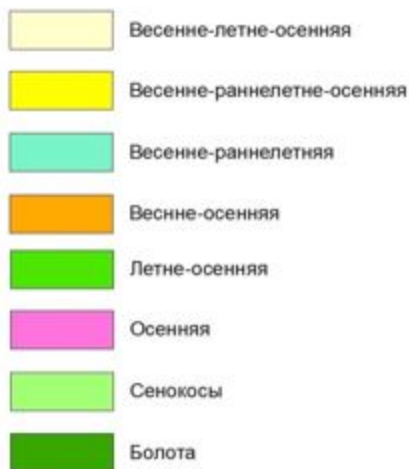 Весенне-летне-осенняя
Весенне-раннелетне-осенняя
Весенне-раннелетняя
Веснне-осенняя
Летне-осенняя
Осенняя
Сенокосы
Болота